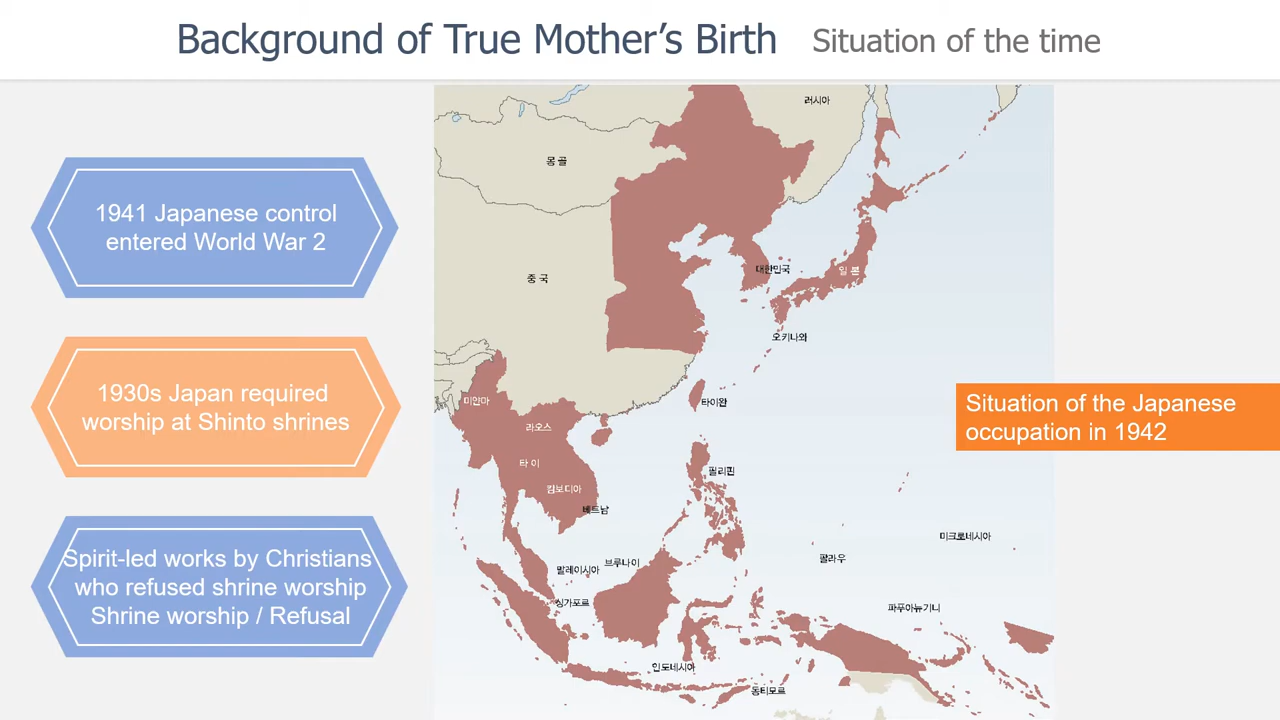 Background of True Mother's Birth Situation of the time
1941 Japanese control
entered World War 2
1930s Japan required
worship at Shinto shrines
Spirit-led works by Christians
who refused shrine worship
Shrine worship / Refusal
러시아
몽골
중국
대한민국
일본
오키나와
미얀마
타이완
라오스
타이
필리핀
캄보디아
베트남
미크로네시아
팔라우
브루나이
말레이시아
싱가포르
파푸아뉴기니
인도네시아
동티모르
Situation of the Japanese
occupation in 1942